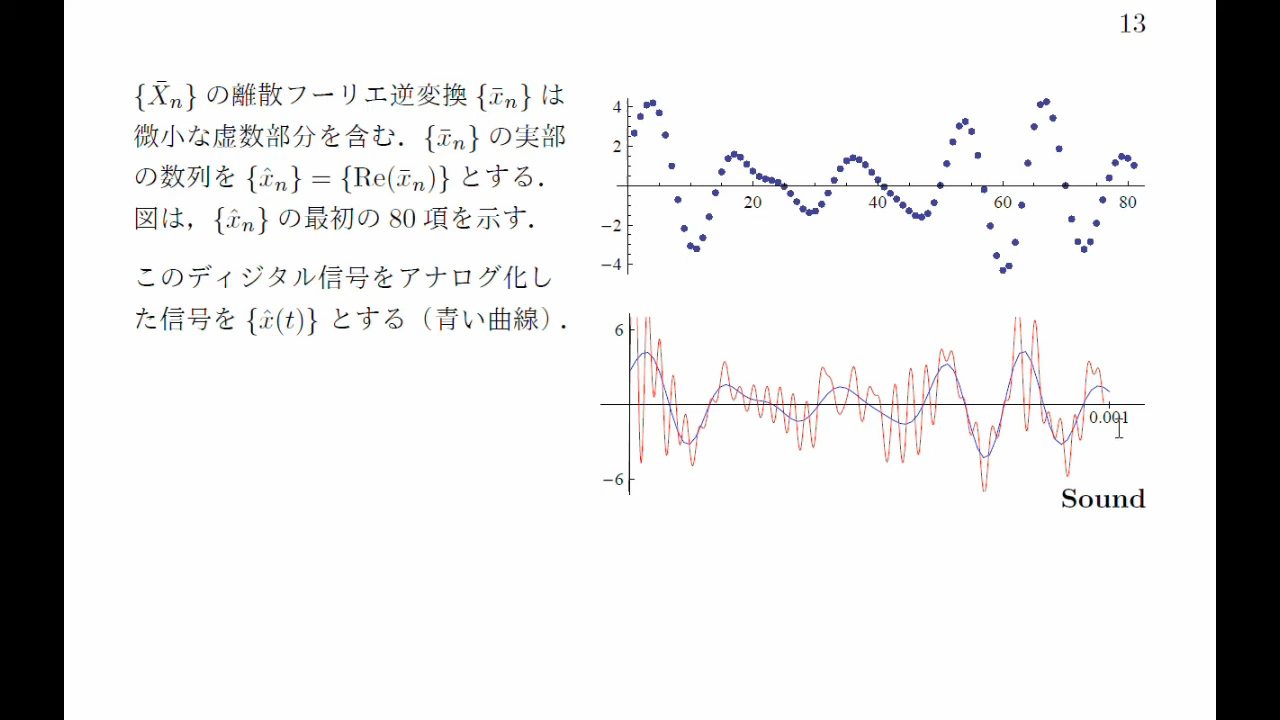 13
{X̄ₙ} の離散フーリエ逆変換 {x̄ₙ} は
微小な虚数部分を含む．{x̄ₙ} の実部
の数列を {x̂ₙ} = {Re(x̄ₙ)} とする．
図は，{x̂ₙ} の最初の 80 項を示す．
このディジタル信号をアナログ化し
た信号を {x̂(t)} とする（青い曲線）．
4
2
−2
−4
20 40 60 80
6
0.001
−6
Sound